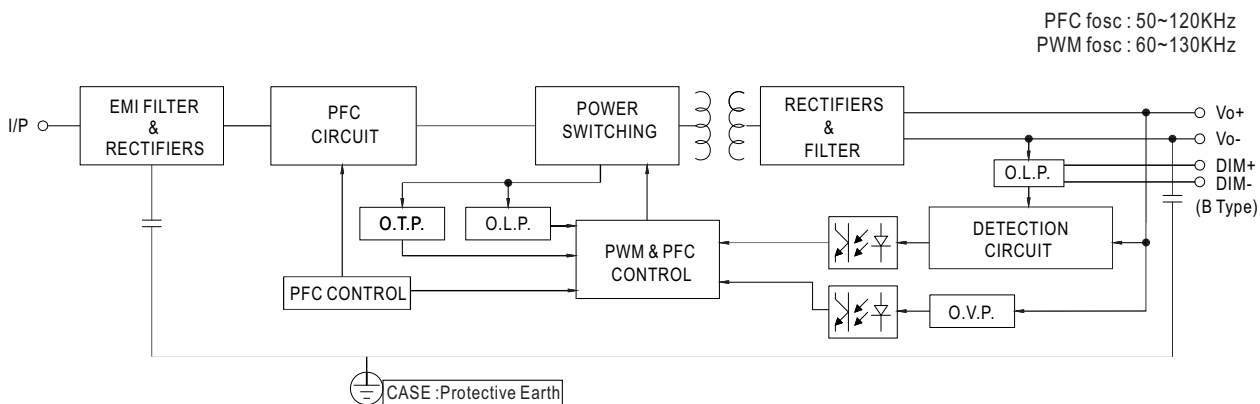 PFC fosc : 50~120KHz
PWM fosc : 60~130KHz
I/P
EMI FILTER
&
RECTIFIERS
PFC
CIRCUIT
POWER
SWITCHING
RECTIFIERS
&
FILTER
Vo+
Vo-
DIM+
DIM-
(B Type)
O.L.P.
O.T.P.
O.L.P.
PWM & PFC
CONTROL
DETECTION
CIRCUIT
PFC CONTROL
O.V.P.
CASE :Protective Earth